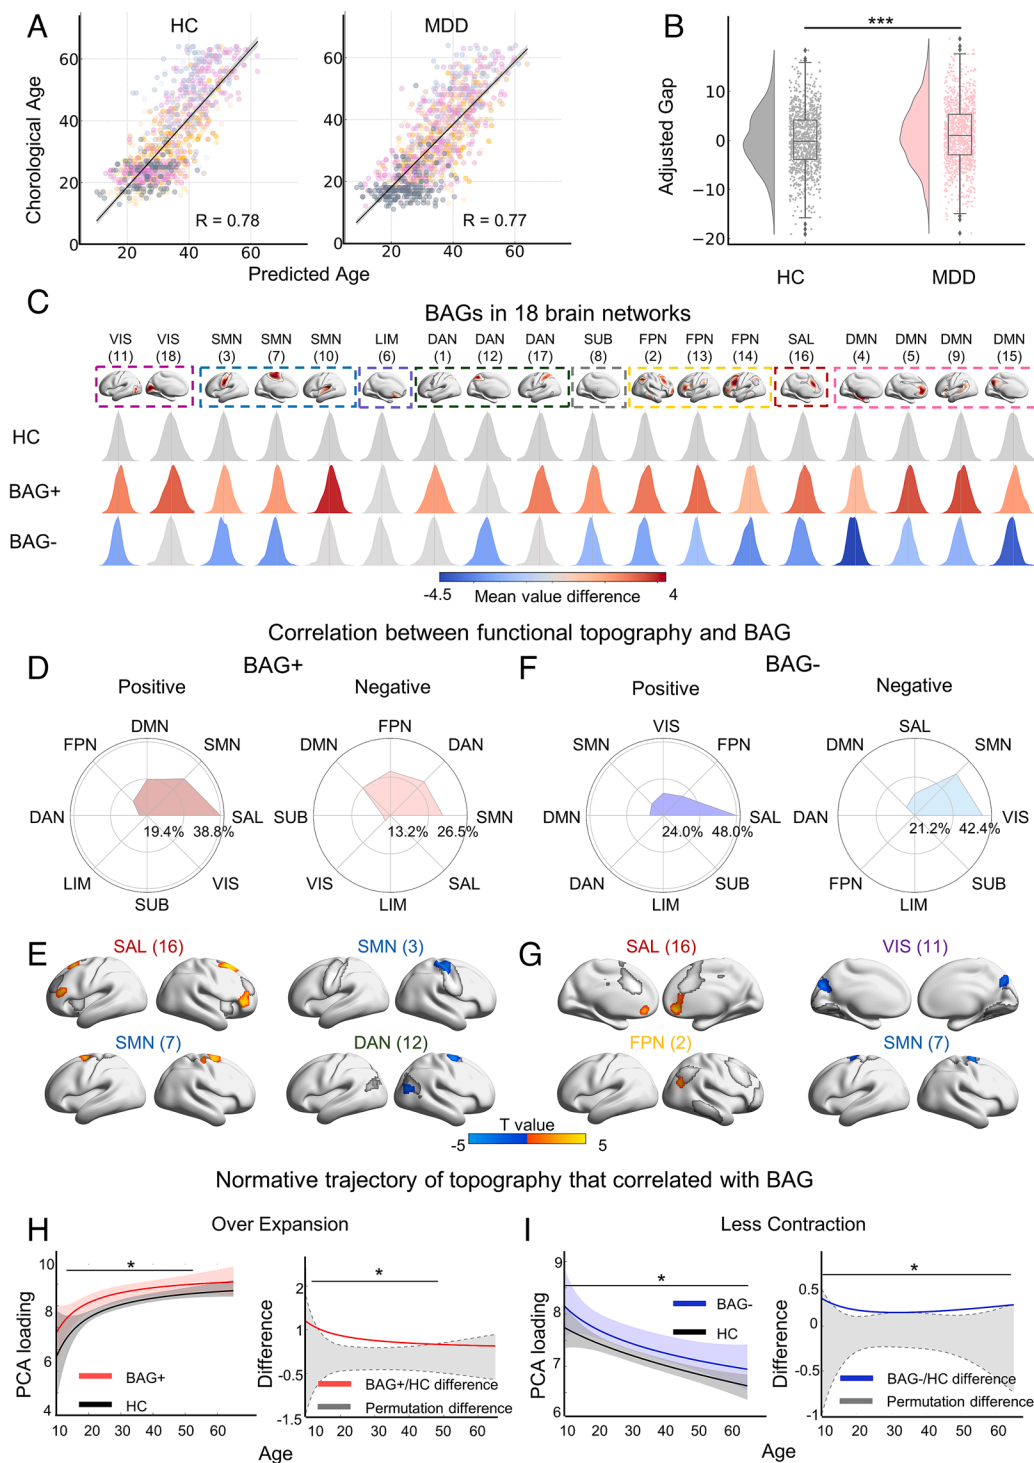 A
HC
MDD
Chorological Age
60
40
20
0
R = 0.78
20
40
60
60
40
20
0
R = 0.77
20
40
60
Predicted Age
B
***
Adjusted Gap
10
0
−10
−20
HC
MDD
C
BAGs in 18 brain networks
VIS VIS SMN SMN SMN LIM DAN DAN DAN SUB FPN FPN FPN SAL DMN DMN DMN DMN
(11) (18) (3) (7) (10) (6) (1) (12) (17) (8) (2) (13) (14) (16) (4) (5) (9) (15)
HC
BAG+
BAG-
-4.5 Mean value difference 4
Correlation between functional topography and BAG
D
BAG+
Positive
DMN
FPN SMN
DAN SAL
19.4% 38.8%
LIM VIS
SUB
Negative
FPN
DMN DAN
SUB SMN
13.2% 26.5%
VIS SAL
LIM
F
BAG-
Positive
VIS
SMN FPN
DMN SAL
24.0% 48.0%
DAN SUB
LIM
Negative
SAL
DMN SMN
DAN VIS
21.2% 42.4%
FPN SUB
LIM
E
SAL (16)
SMN (3)
SMN (7)
DAN (12)
G
SAL (16)
VIS (11)
FPN (2)
SMN (7)
T value
-5 5
Normative trajectory of topography that correlated with BAG
H
Over Expansion
PCA loading
10
8
6
4
*
BAG+
HC
10 20 30 40 50 60
Difference
2
1
-0.5
-1.5
*
BAG+/HC difference
Permutation difference
10 20 30 40 50 60
Age
I
Less Contraction
PCA loading
9
8
7
6
*
BAG-
HC
10 20 30 40 50 60
Difference
0.5
0
-0.5
-1
*
BAG-/HC difference
Permutation difference
10 20 30 40 50 60
Age